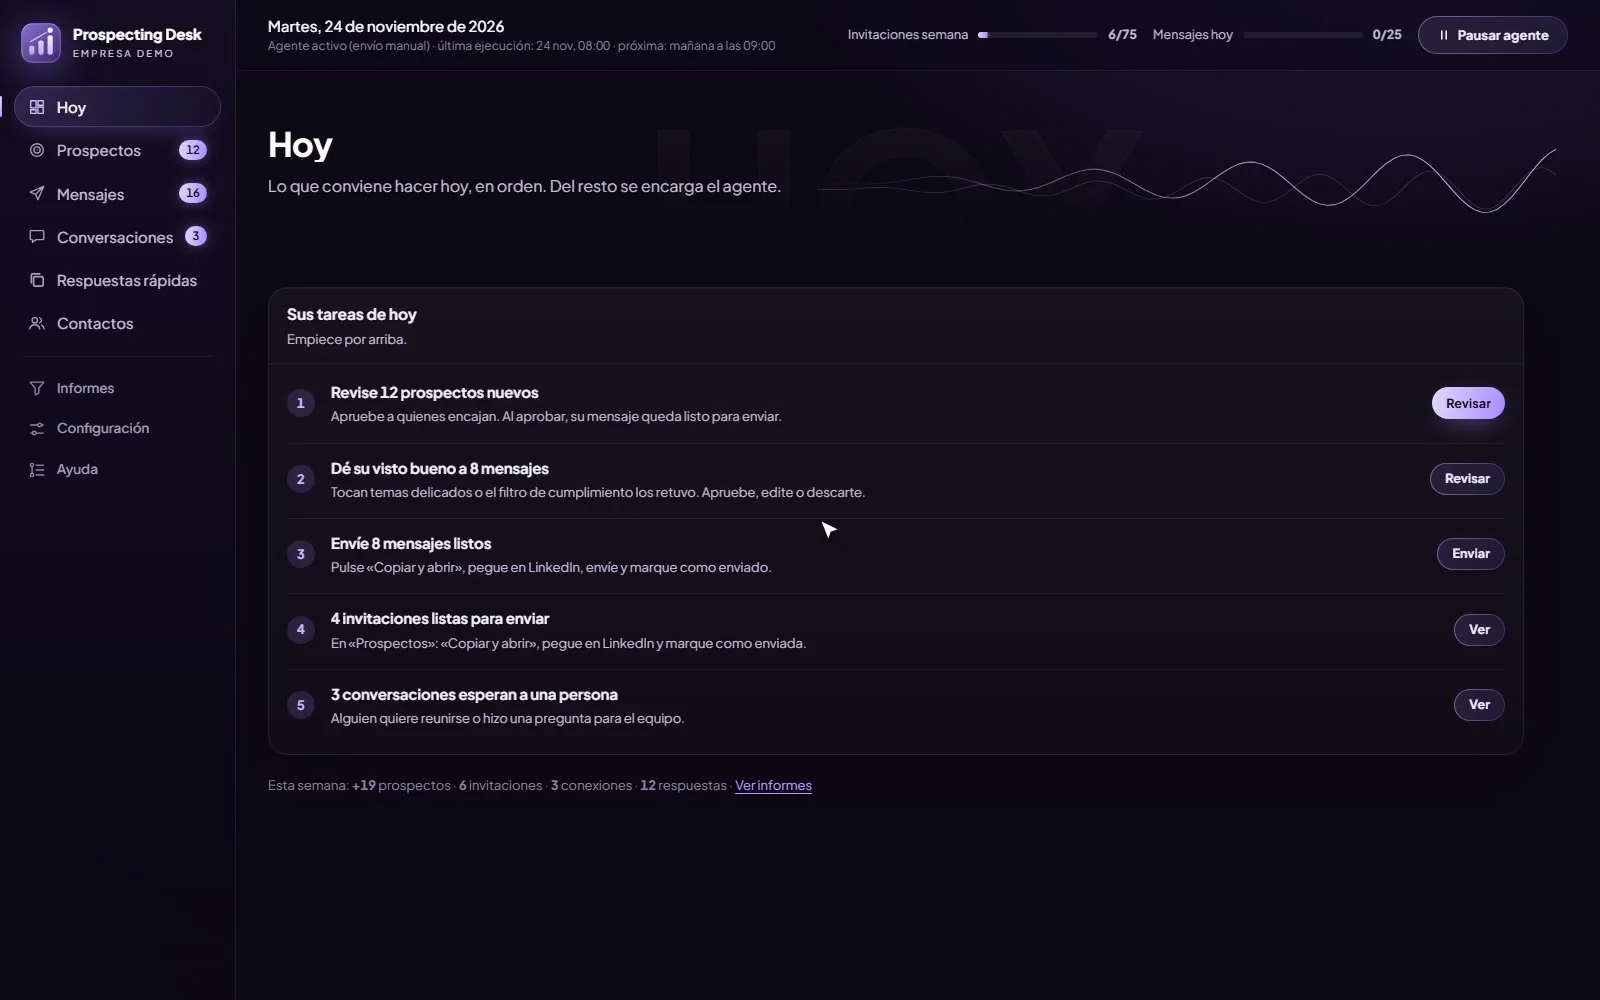 Prospecting Desk
EMPRESA DEMO
Hoy
Prospectos 12
Mensajes 16
Conversaciones 3
Respuestas rápidas
Contactos
Informes
Configuración
Ayuda
Martes, 24 de noviembre de 2026
Agente activo (envío manual) · última ejecución: 24 nov, 08:00 · próxima: mañana a las 09:00
Invitaciones semana 6/75 Mensajes hoy 0/25 Pausar agente
HOY
Hoy
Lo que conviene hacer hoy, en orden. Del resto se encarga el agente.
Sus tareas de hoy
Empiece por arriba.
1 Revise 12 prospectos nuevos
Apruebe a quienes encajan. Al aprobar, su mensaje queda listo para enviar.
Revisar
2 Dé su visto bueno a 8 mensajes
Tocan temas delicados o el filtro de cumplimiento los retuvo. Apruebe, edite o descarte.
Revisar
3 Envíe 8 mensajes listos
Pulse «Copiar y abrir», pegue en LinkedIn, envíe y marque como enviado.
Enviar
4 4 invitaciones listas para enviar
En «Prospectos»: «Copiar y abrir», pegue en LinkedIn y marque como enviada.
Ver
5 3 conversaciones esperan a una persona
Alguien quiere reunirse o hizo una pregunta para el equipo.
Ver
Esta semana: +19 prospectos · 6 invitaciones · 3 conexiones · 12 respuestas · Ver informes